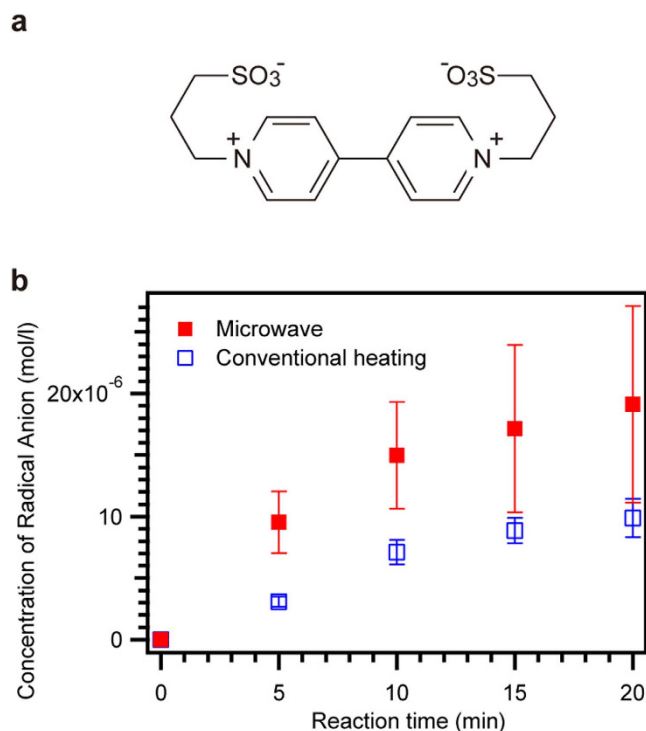 a
SO₃⁻
⁻O₃S
N⁺
N⁺
b
Concentration of Radical Anion (mol/l)
Microwave
Conventional heating
20x10⁻⁶
10
0
0 5 10 15 20
Reaction time (min)